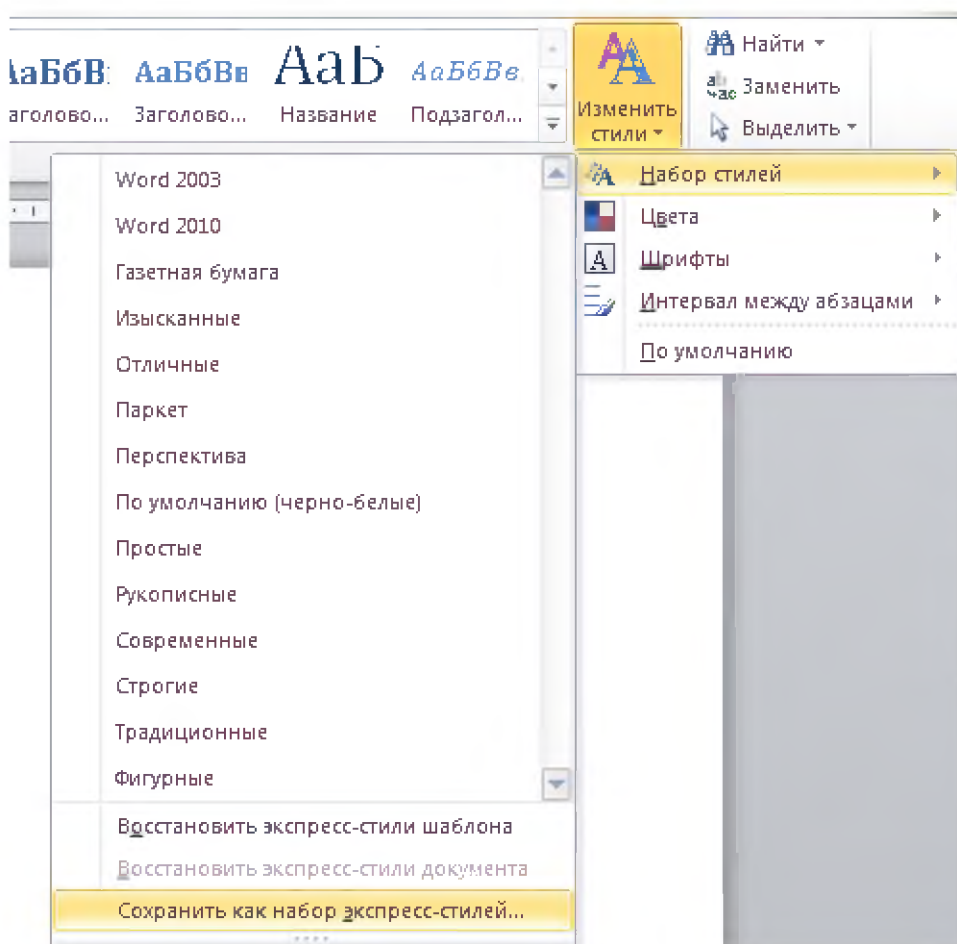 АаБбВ АаБбВв АаЬ АаБбВв
аголово... Заголово... Название Подзагол...
Изменить стили
Найти
Заменить
Выделить
Набор стилей
Цвета
Шрифты
Интервал между абзацами
По умолчанию
Word 2003
Word 2010
Газетная бумага
Изысканные
Отличные
Паркет
Перспектива
По умолчанию (черно-белые)
Простые
Рукописные
Современные
Строгие
Традиционные
Фигурные
Восстановить экспресс-стили шаблона
Восстановить экспресс-стили документа
Сохранить как набор экспресс-стилей...